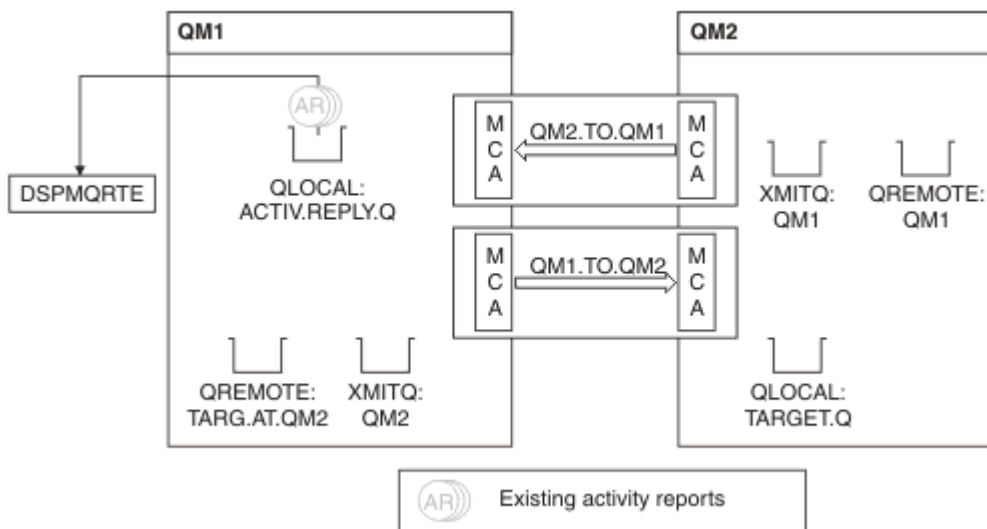 QM1
QM2
AR
M
C
A
QM2.TO.QM1
M
C
A
DSPMQRTE
QLOCAL:
ACTIV.REPLY.Q
XMITQ:
QM1
QREMOTE:
QM1
M
C
A
QM1.TO.QM2
M
C
A
QREMOTE:
TARG.AT.QM2
XMITQ:
QM2
QLOCAL:
TARGET.Q
AR
Existing activity reports